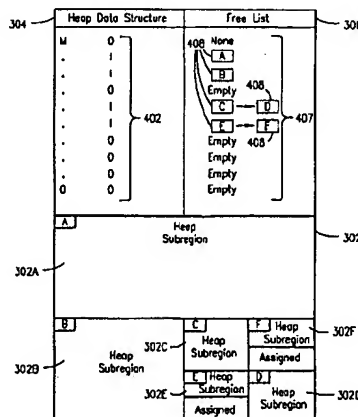 304 Heap Data Structure Free List 306
M 0 408 None
. 1 A
. 1 B
. 0 Empty 408
. 1 C D
. 402 407
. 1 E F
. 0 Empty 408
. 0 Empty
. 0 Empty
0 0 Empty
A Heap Subregion 302
302A
B C F Heap Subregion 302F
302C Heap Subregion Assigned
302B Heap Subregion
E Heap Subregion D
302E Assigned Heap Subregion 302D